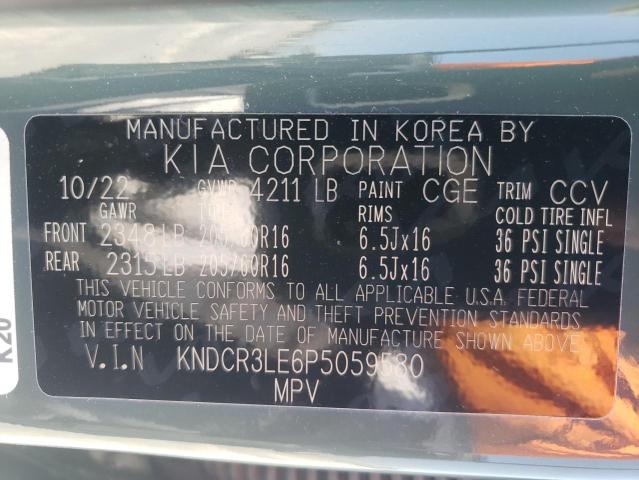 MANUFACTURED IN KOREA BY
KIA CORPORATION
10/22 GVWR 4211 LB PAINT CGE TRIM CCV
GAWR TIRE RIMS COLD TIRE INFL
FRONT 2348 LB 205/60R16 6.5Jx16 36 PSI SINGLE
REAR 2315 LB 205/60R16 6.5Jx16 36 PSI SINGLE
THIS VEHICLE CONFORMS TO ALL APPLICABLE U.S.A. FEDERAL
MOTOR VEHICLE SAFETY AND THEFT PREVENTION STANDARDS
IN EFFECT ON THE DATE OF MANUFACTURE SHOWN ABOVE.
V.I.N KNDCR3LE6P5059580
MPV
K20